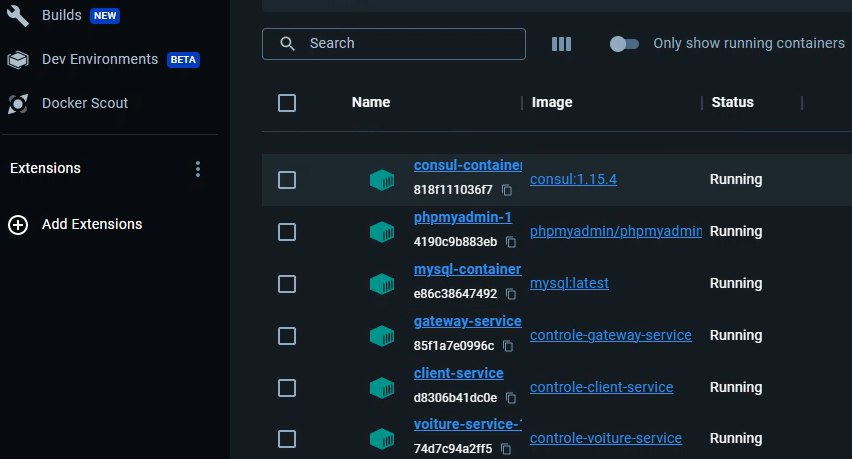 Builds NEW
Search
Only show running containers
Dev Environments BETA
Docker Scout
Name Image Status
Extensions
consul-container
818f111036f7 consul:1.15.4 Running
Add Extensions
phpmyadmin-1
4190c9b883eb phpmyadmin/phpmyadmin Running
mysql-container
e86c38647492 mysql:latest Running
gateway-service
85f1a7e0996c controle-gateway-service Running
client-service
d8306b41dc0e controle-client-service Running
voiture-service-1
74d7c94a2ff5 controle-voiture-service Running